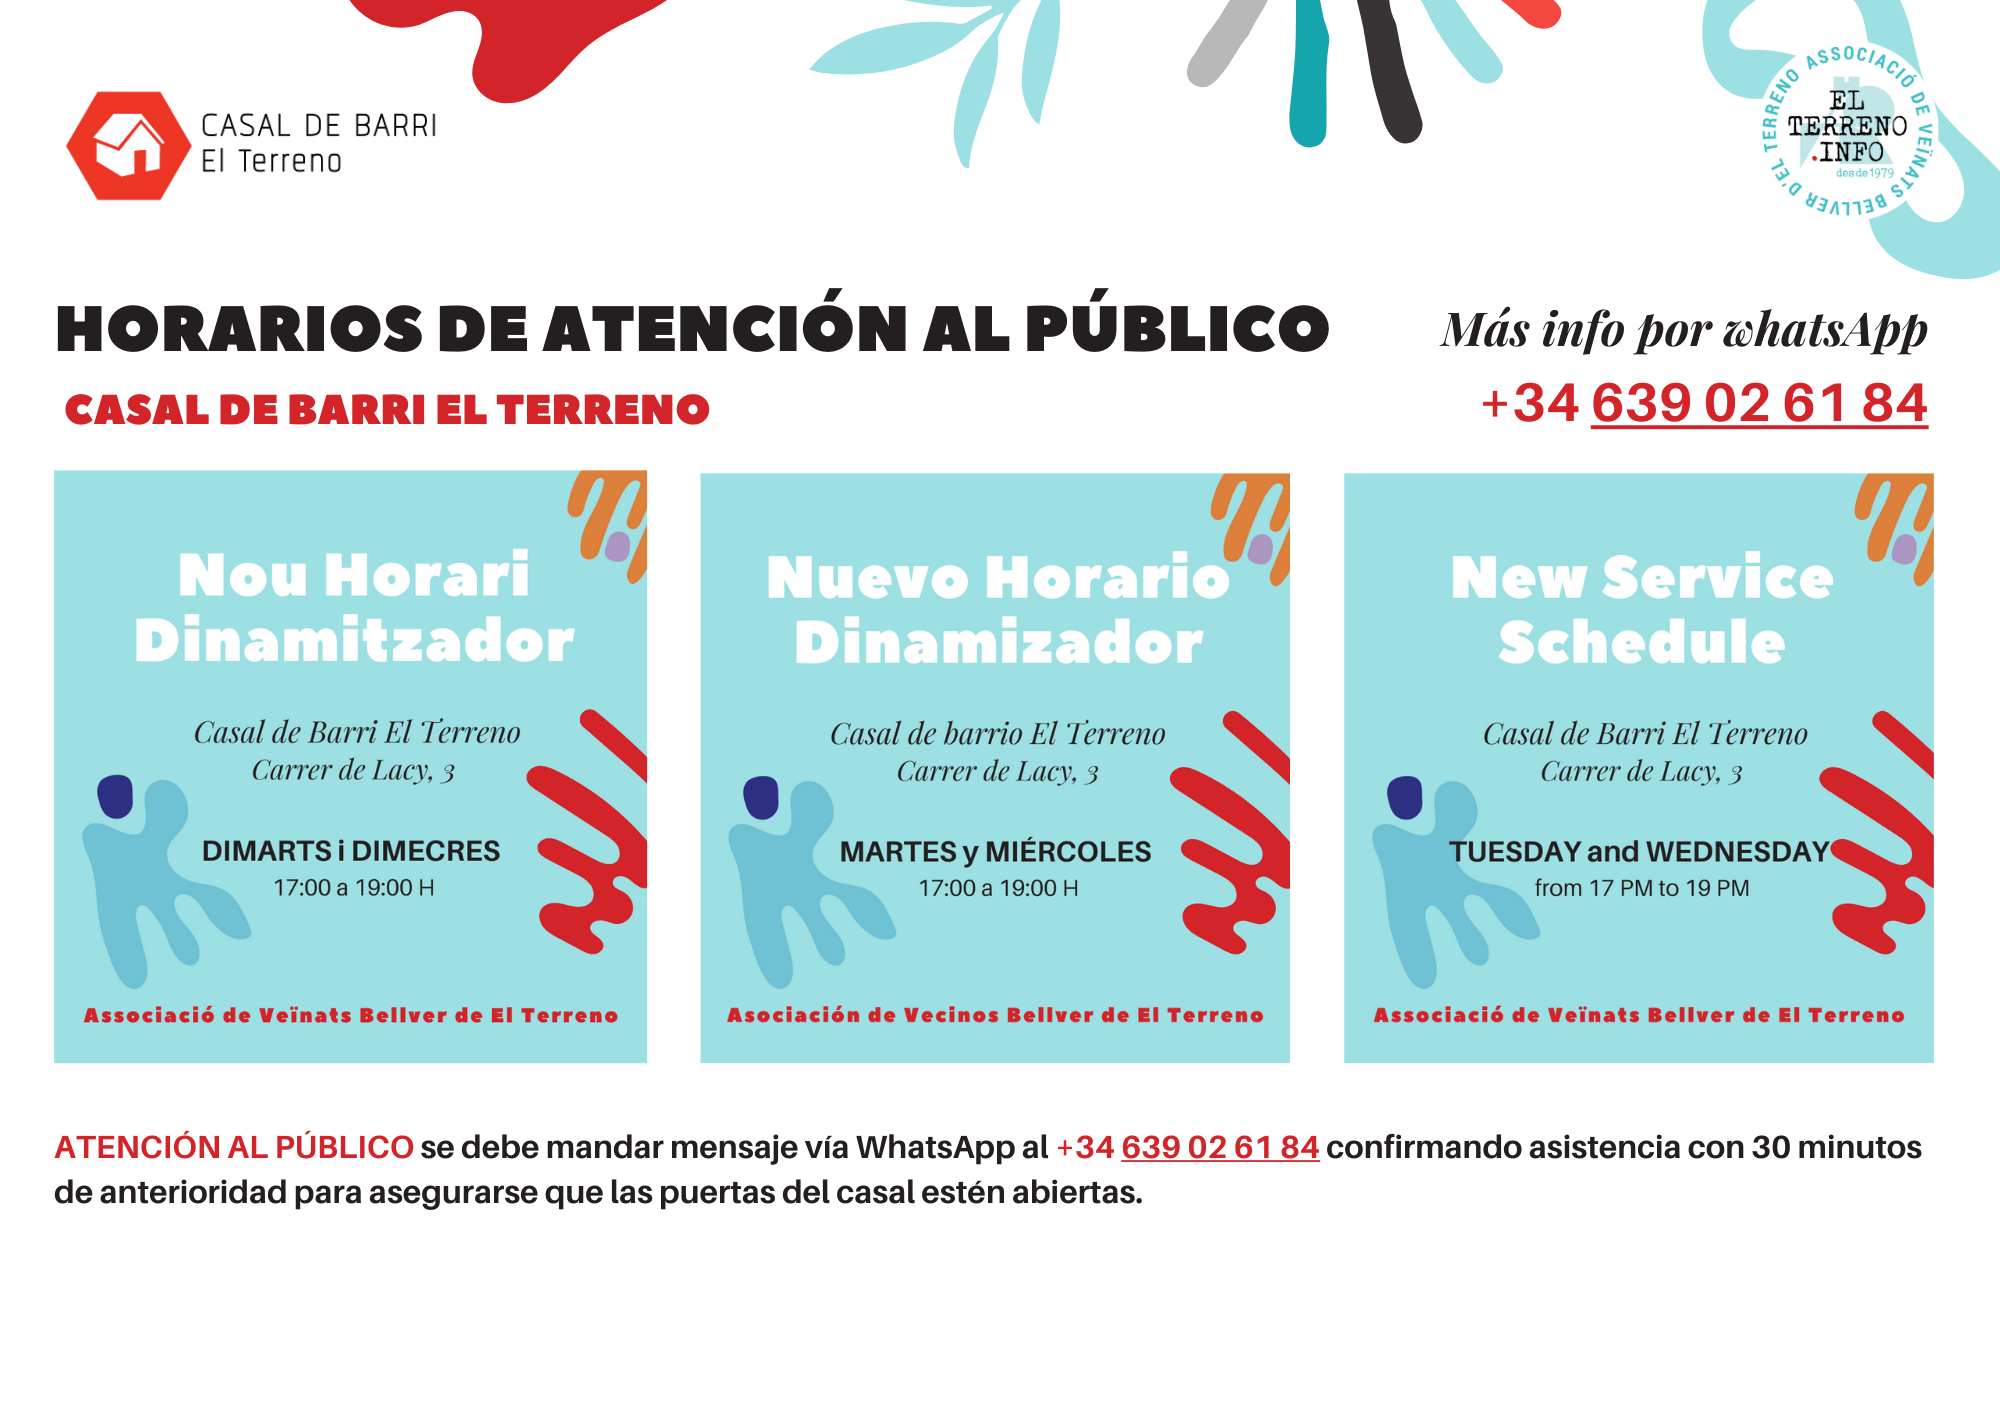 CASAL DE BARRI
El Terreno
ASSOCIACIÓ DE VEÏNATS BELLVER D'EL TERRENO
EL
TERRENO
.INFO
desde 1979
HORARIOS DE ATENCIÓN AL PÚBLICO
CASAL DE BARRI EL TERRENO
Más info por whatsApp
+34 639 02 61 84
Nou Horari
Dinamitzador
Casal de Barri El Terreno
Carrer de Lacy, 3
DIMARTS i DIMECRES
17:00 a 19:00 H
Associació de Veïnats Bellver de El Terreno
Nuevo Horario
Dinamizador
Casal de barrio El Terreno
Carrer de Lacy, 3
MARTES y MIÉRCOLES
17:00 a 19:00 H
Asociación de Vecinos Bellver de El Terreno
New Service
Schedule
Casal de Barri El Terreno
Carrer de Lacy, 3
TUESDAY and WEDNESDAY
from 17 PM to 19 PM
Associació de Veïnats Bellver de El Terreno
ATENCIÓN AL PÚBLICO se debe mandar mensaje vía WhatsApp al +34 639 02 61 84 confirmando asistencia con 30 minutos
de anterioridad para asegurarse que las puertas del casal estén abiertas.